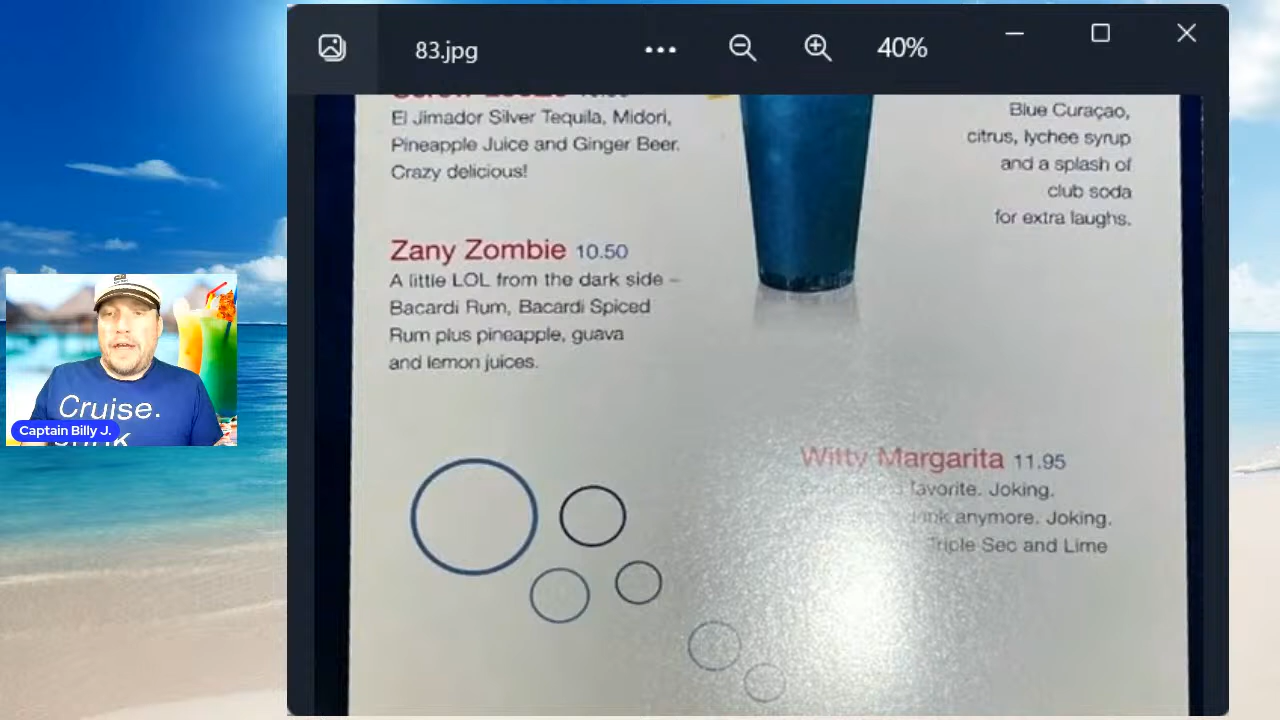 83.jpg
40%
El Jimador Silver Tequila, Midori,
Pineapple Juice and Ginger Beer.
Crazy delicious!
Zany Zombie 10.50
A little LOL from the dark side –
Bacardi Rum, Bacardi Spiced
Rum plus pineapple, guava
and lemon juices.
Blue Curaçao,
citrus, lychee syrup
and a splash of
club soda
for extra laughs.
Witty Margarita 11.95
favorite. Joking.
anymore. Joking.
Triple Sec and Lime
Cruise.
Captain Billy J.